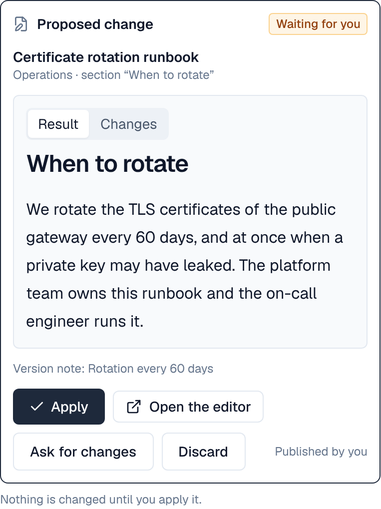 Proposed change
Waiting for you
Certificate rotation runbook
Operations · section “When to rotate”
Result
Changes
When to rotate
We rotate the TLS certificates of the public
gateway every 60 days, and at once when a
private key may have leaked. The platform
team owns this runbook and the on-call
engineer runs it.
Version note: Rotation every 60 days
Apply
Open the editor
Ask for changes
Discard
Published by you
Nothing is changed until you apply it.